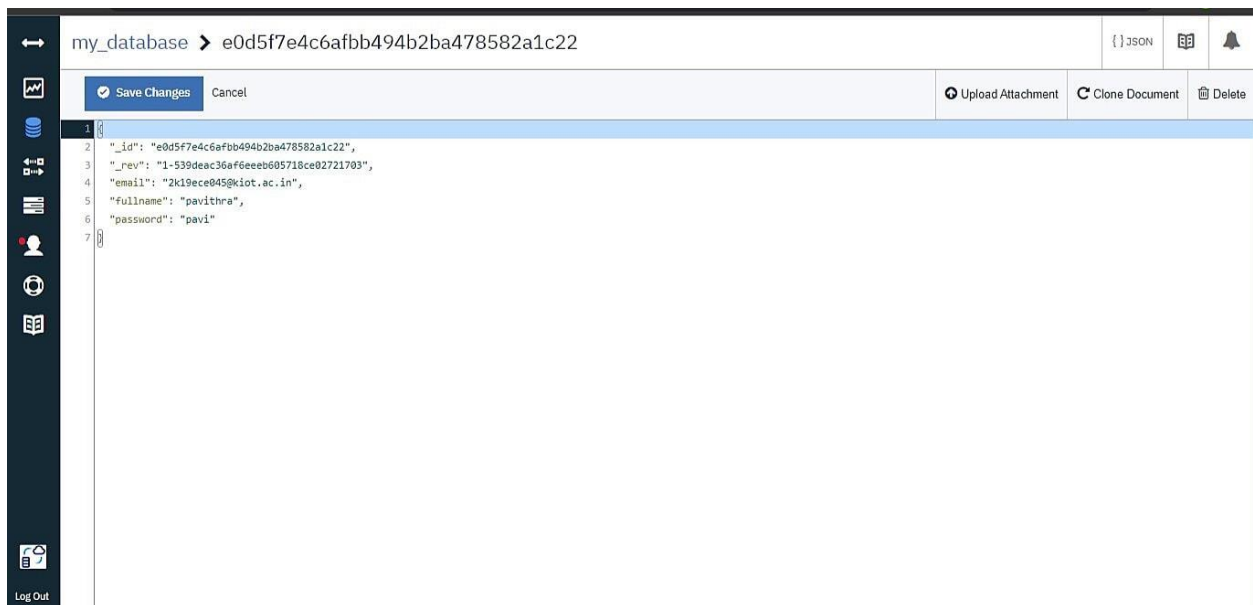 my_database > e0d5f7e4c6afbb494b2ba478582a1c22 { } JSON
Save Changes Cancel Upload Attachment Clone Document Delete
1 {
2 "_id": "e0d5f7e4c6afbb494b2ba478582a1c22",
3 "_rev": "1-539deac36af6eeeb605718ce02721703",
4 "email": "2k19ece045@kiot.ac.in",
5 "fullname": "pavithra",
6 "password": "pavi"
7 }
Log Out